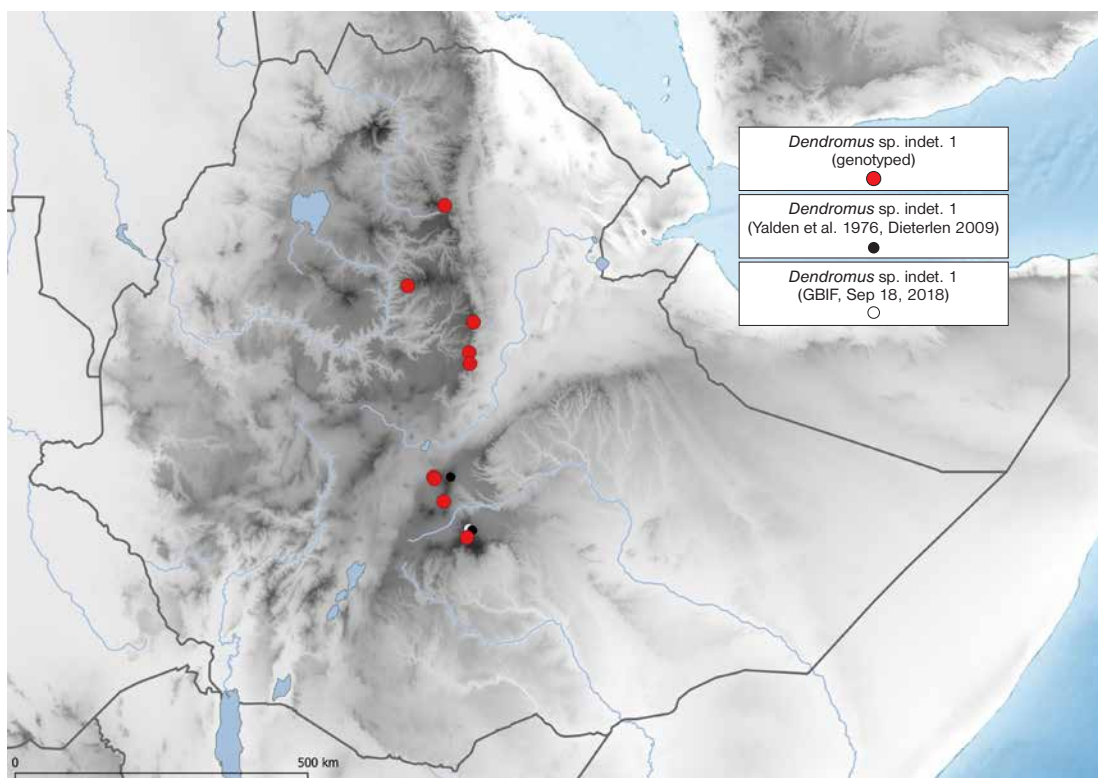 Dendromus sp. indet. 1
(genotyped)
Dendromus sp. indet. 1
(Yalden et al. 1976, Dieterlen 2009)
Dendromus sp. indet. 1
(GBIF, Sep 18, 2018)
0
500 km